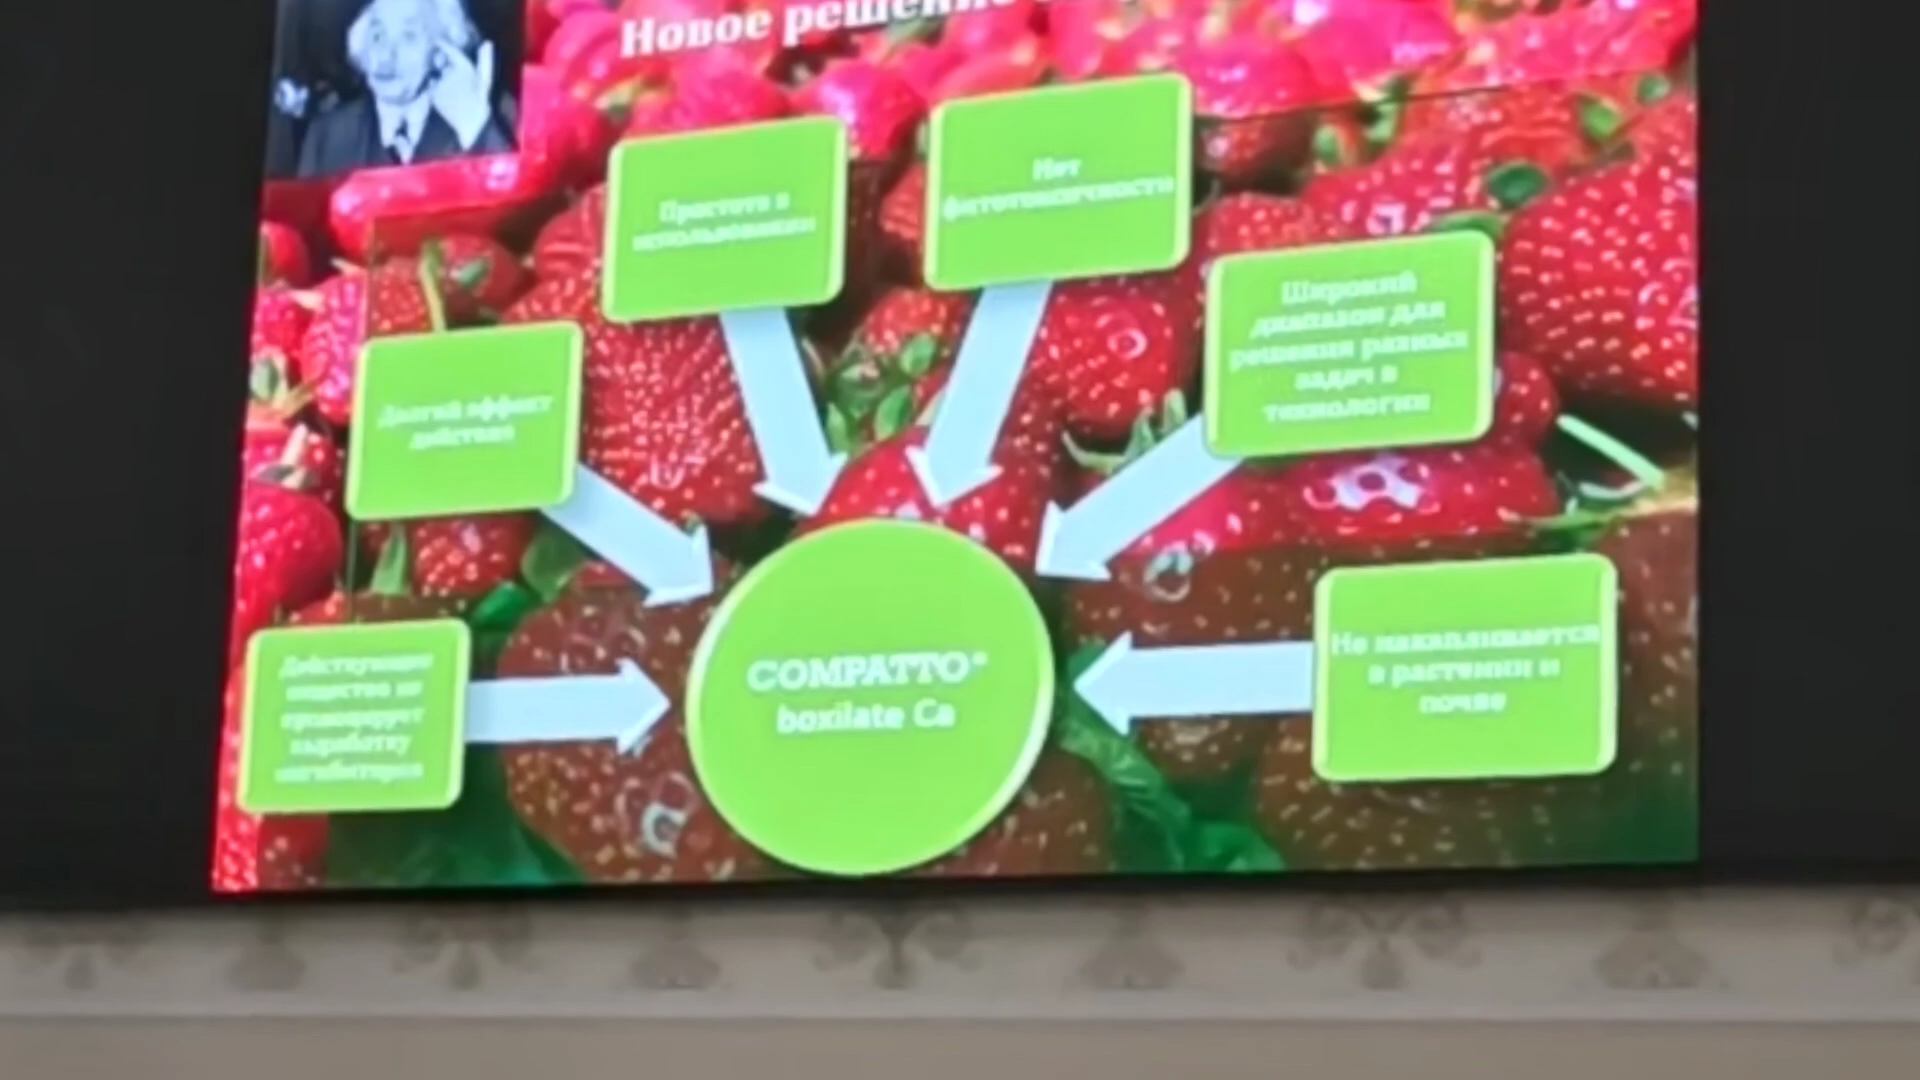 Новое решение
Нет
фитотоксичности
Простота в
использовании
Широкий
диапазон для
решения разных
задач в
технологии
Долгий эффект
действия
Не накапливается
в растении и
почве
Действующее
вещество не
провоцирует
выработку
ингибиторов
COMPATTO®
boxilate Ca